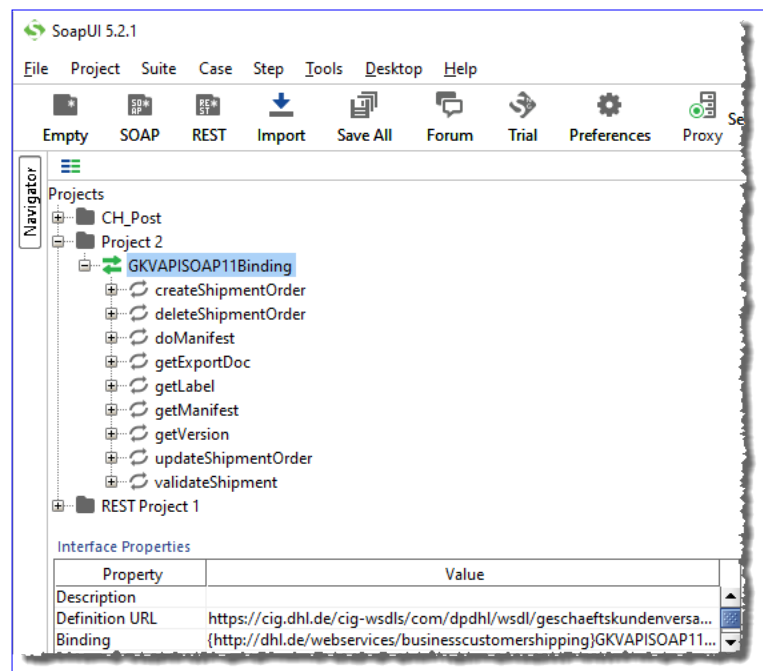 SoapUI 5.2.1
File Project Suite Case Step Tools Desktop Help
Empty SOAP REST Import Save All Forum Trial Preferences Proxy Se
Navigator
Projects
CH_Post
Project 2
GKVAPISOAP11Binding
createShipmentOrder
deleteShipmentOrder
doManifest
getExportDoc
getLabel
getManifest
getVersion
updateShipmentOrder
validateShipment
REST Project 1
Interface Properties
Property Value
Description
Definition URL https://cig.dhl.de/cig-wsdls/com/dpdhl/wsdl/geschaeftskundenversa...
Binding {http://dhl.de/webservices/businesscustomershipping}GKVAPISOAP11...